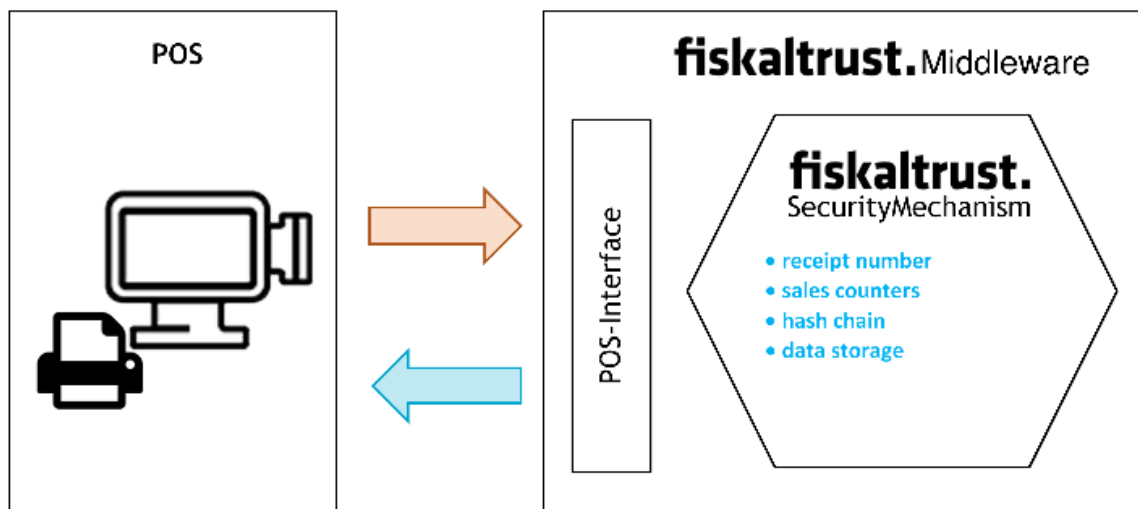 POS
fiskaltrust.Middleware
POS-Interface
fiskaltrust.
SecurityMechanism
• receipt number
• sales counters
• hash chain
• data storage